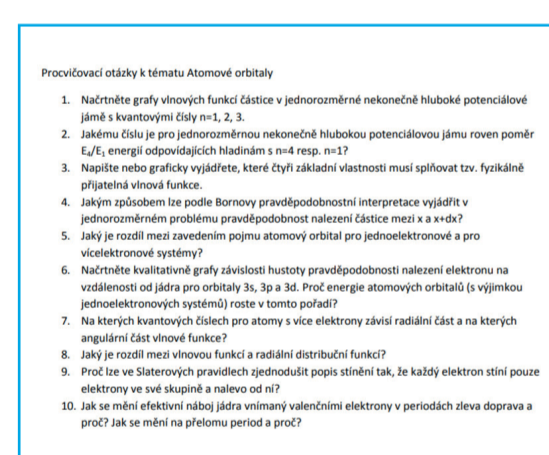 Procvičovací otázky k tématu Atomové orbitaly
1. Načrtněte grafy vlnových funkcí částice v jednorozměrné nekonečně hluboké potenciálové
jámě s kvantovými čísly n=1, 2, 3.
2. Jakému číslu je pro jednorozměrnou nekonečně hlubokou potenciálovou jámu roven poměr
E₄/E₁ energií odpovídajících hladinám s n=4 resp. n=1?
3. Napište nebo graficky vyjádřete, které čtyři základní vlastnosti musí splňovat tzv. fyzikálně
přijatelná vlnová funkce.
4. Jakým způsobem lze podle Bornovy pravděpodobnostní interpretace vyjádřit v
jednorozměrném problému pravděpodobnost nalezení částice mezi x a x+dx?
5. Jaký je rozdíl mezi zavedením pojmu atomový orbital pro jednoelektronové a pro
vícelektronové systémy?
6. Načrtněte kvalitativně grafy závislosti hustoty pravděpodobnosti nalezení elektronu na
vzdálenosti od jádra pro orbitaly 3s, 3p a 3d. Proč energie atomových orbitalů (s výjimkou
jednoelektronových systémů) roste v tomto pořadí?
7. Na kterých kvantových číslech pro atomy s více elektrony závisí radiální část a na kterých
angulární část vlnové funkce?
8. Jaký je rozdíl mezi vlnovou funkcí a radiální distribuční funkcí?
9. Proč lze ve Slaterových pravidlech zjednodušit popis stínění tak, že každý elektron stíní pouze
elektrony ve své skupině a nalevo od ní?
10. Jak se mění efektivní náboj jádra vnímaný valenčními elektrony v periodách zleva doprava a
proč? Jak se mění na přelomu period a proč?